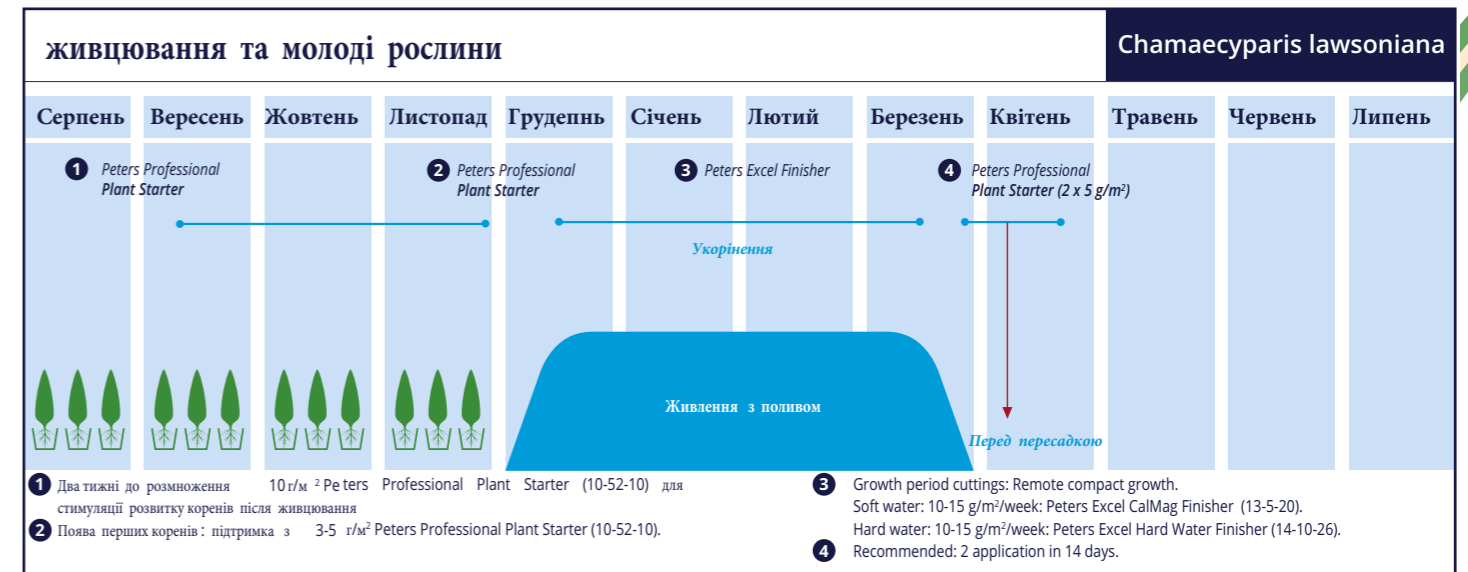 живцювання та молоді рослини
Chamaecyparis lawsoniana
Серпень Вересень Жовтень Листопад Грудепнь Січень Лютий Березень Квітень Травень Червень Липень
1 Peters Professional
Plant Starter
2 Peters Professional
Plant Starter
3 Peters Excel Finisher
4 Peters Professional
Plant Starter (2 x 5 g/m²)
Укорінення
Живлення з поливом
Перед пересадкою
1 Два тижні до розмноження 10 г/м ² Pe ters Professional Plant Starter (10-52-10) для
стимуляції розвитку коренів після живцювання
2 Поява перших коренів : підтримка з 3-5 г/м² Peters Professional Plant Starter (10-52-10).
3 Growth period cuttings: Remote compact growth.
Soft water: 10-15 g/m²/week: Peters Excel CalMag Finisher (13-5-20).
Hard water: 10-15 g/m²/week: Peters Excel Hard Water Finisher (14-10-26).
4 Recommended: 2 application in 14 days.